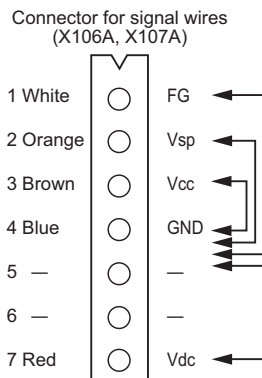 Connector for signal wires
(X106A, X107A)
1 White FG
2 Orange Vsp
3 Brown Vcc
4 Blue GND
5 — —
6 — —
7 Red Vdc